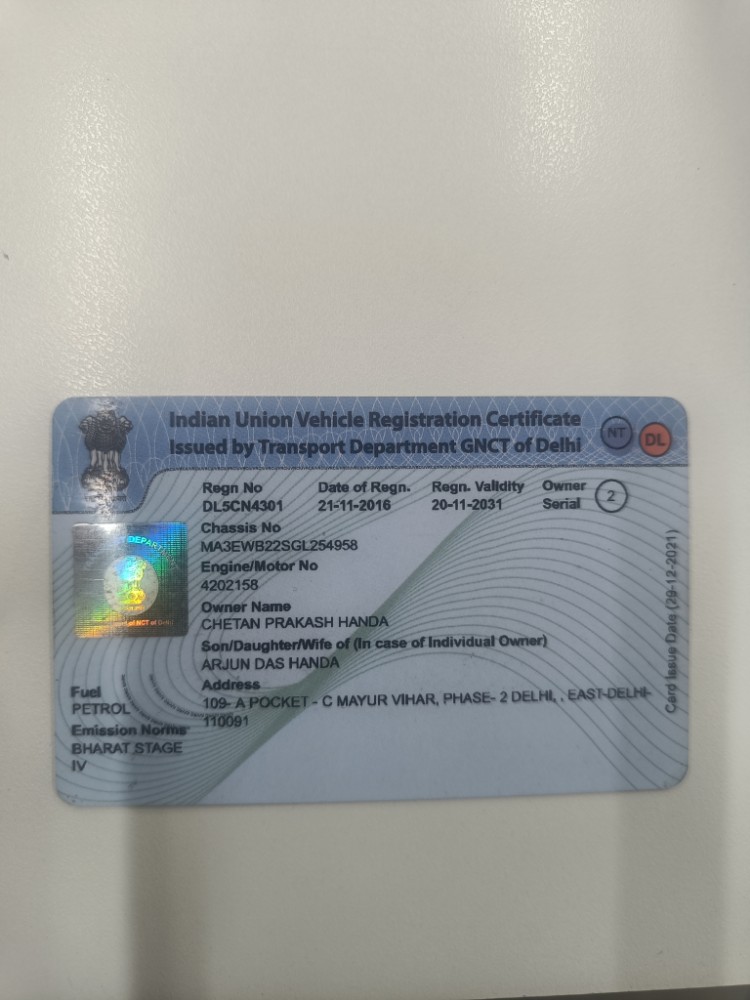 Indian Union Vehicle Registration Certificate
Issued by Transport Department GNCT of Delhi
NT DL
Regn No Date of Regn. Regn. Validity Owner Serial 2
DL5CN4301 21-11-2016 20-11-2031
Chassis No
MA3EWB22SGL254958
Engine/Motor No
4202158
Owner Name
CHETAN PRAKASH HANDA
Son/Daughter/Wife of (In case of Individual Owner)
ARJUN DAS HANDA
Address
109- A POCKET - C MAYUR VIHAR, PHASE- 2 DELHI, , EAST-DELHI-
110091
Fuel
PETROL
Emission Norms
BHARAT STAGE
IV
Card Issue Date (29-12-2021)